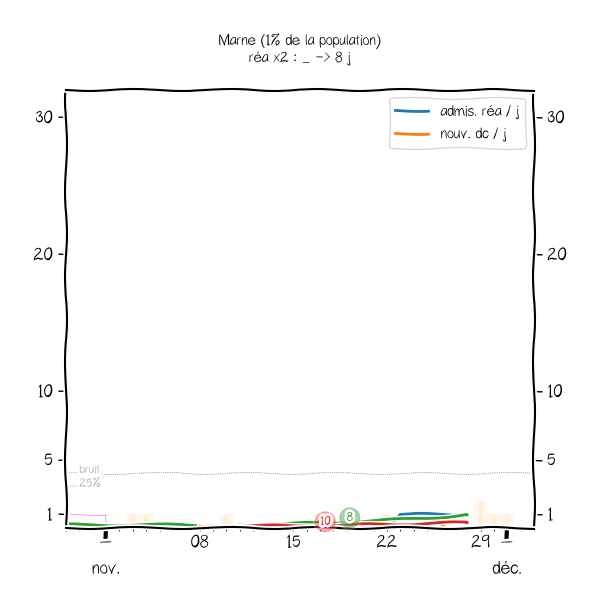 Marne (1% de la population)
réa x2 : _ -> 8 j
admis. réa / j
nouv. dc / j
30
30
20
20
10
10
5
5
bruit
25%
1
1
10
8
08
15
22
29
nov.
déc.